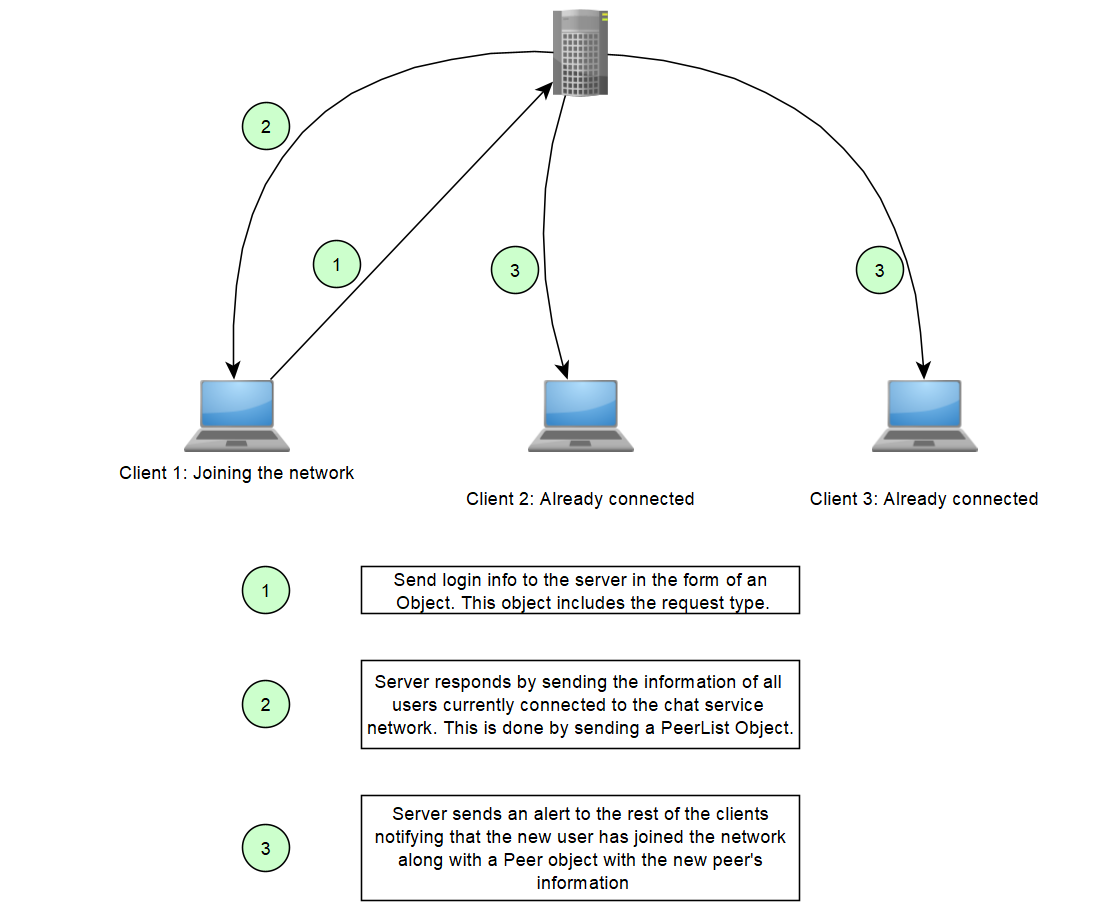 2
1
3
3
Client 1: Joining the network
Client 2: Already connected
Client 3: Already connected
1
Send login info to the server in the form of an
Object. This object includes the request type.
2
Server responds by sending the information of all
users currently connected to the chat service
network. This is done by sending a PeerList Object.
3
Server sends an alert to the rest of the clients
notifying that the new user has joined the network
along with a Peer object with the new peer's
information